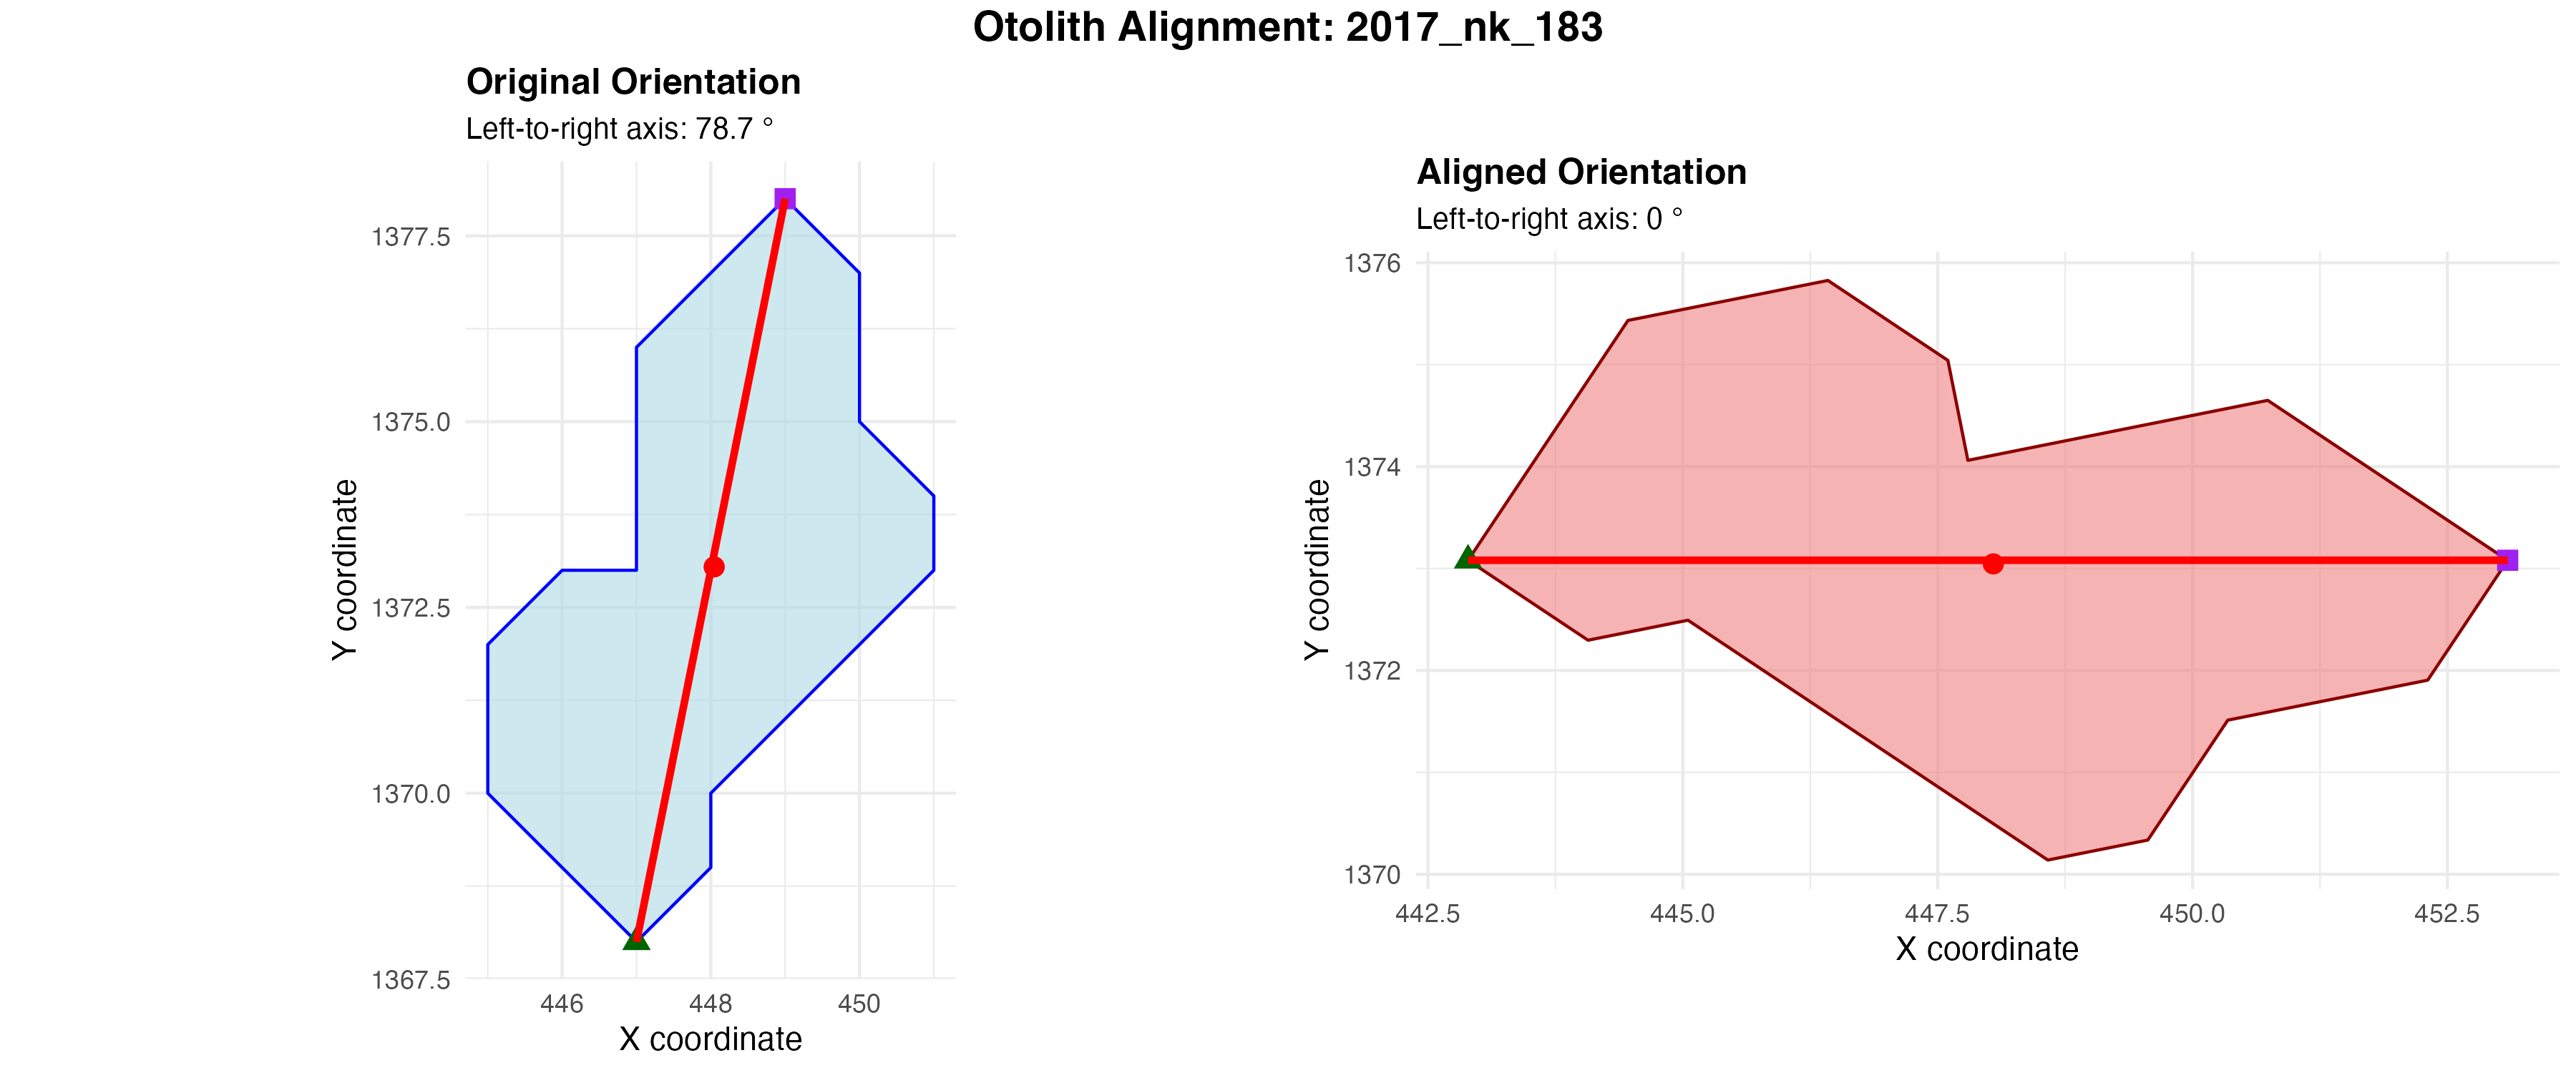 Otolith Alignment: 2017_nk_183
Original Orientation
Left-to-right axis: 78.7 °
1377.5
1375.0
1372.5
1370.0
1367.5
Y coordinate
446 448 450
X coordinate
Aligned Orientation
Left-to-right axis: 0 °
1376
1374
1372
1370
Y coordinate
442.5 445.0 447.5 450.0 452.5
X coordinate